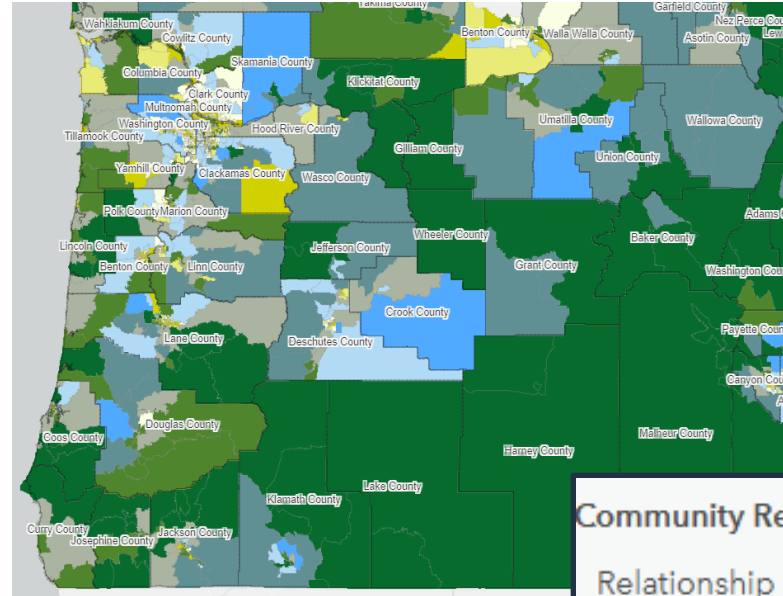 Yakima County
Garfield County
Wahkiakum County
Cowlitz County
Benton County
Walla Walla County
Asotin County
Nez Perce Cou
Lew
Skamania County
Columbia County
Klickitat County
Clark County
Multnomah County
Washington County
Hood River County
Umatilla County
Wallowa County
Tillamook County
Gilliam County
Union County
Yamhill County
Clackamas County
Wasco County
Polk County
Marion County
Adams
Wheeler County
Baker County
Lincoln County
Jefferson County
Benton County
Linn County
Grant County
Washington Cou
Crook County
Payette Coun
Lane County
Deschutes County
Canyon Cou
A
Douglas County
Coos County
Malheur County
Harney County
Lake County
Klamath County
Community Re
Curry County
Jackson County
Josephine County
Relationship